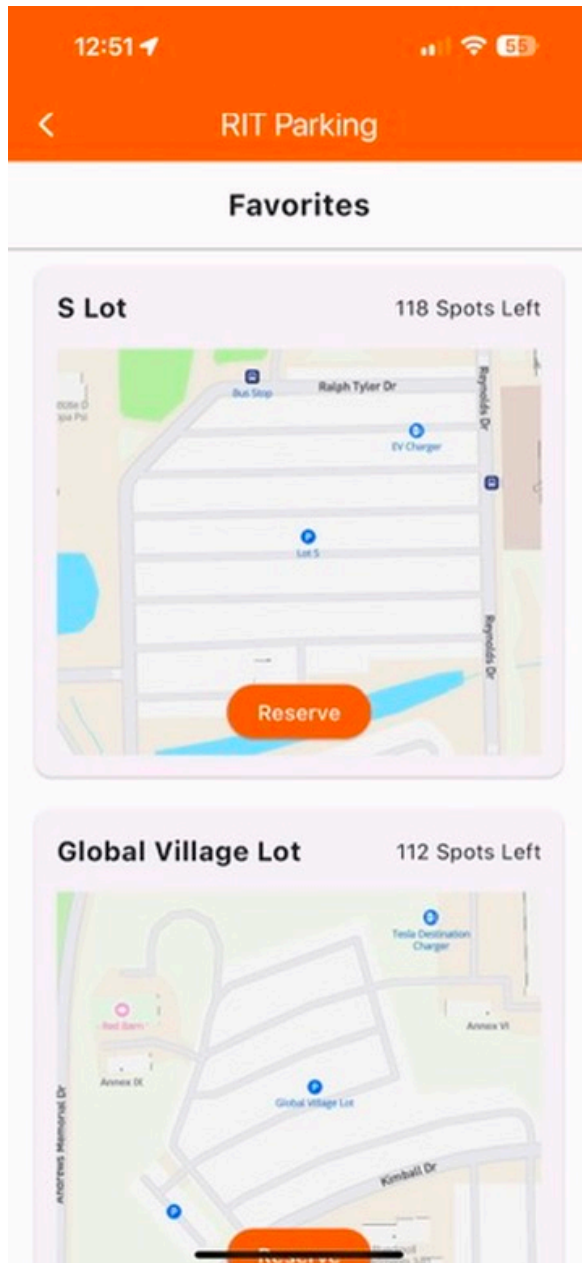 12:51
55
RIT Parking
Favorites
S Lot
118 Spots Left
Bus Stop
Ralph Tyler Dr
Reynolds Dr
EV Charger
Lot S
Reynolds Dr
Reserve
Global Village Lot
112 Spots Left
Tesla Destination
Charger
Red Barn
Annex VI
Annex IX
Global Village Lot
Andrews Memorial Dr
Kimball Dr
Reserve